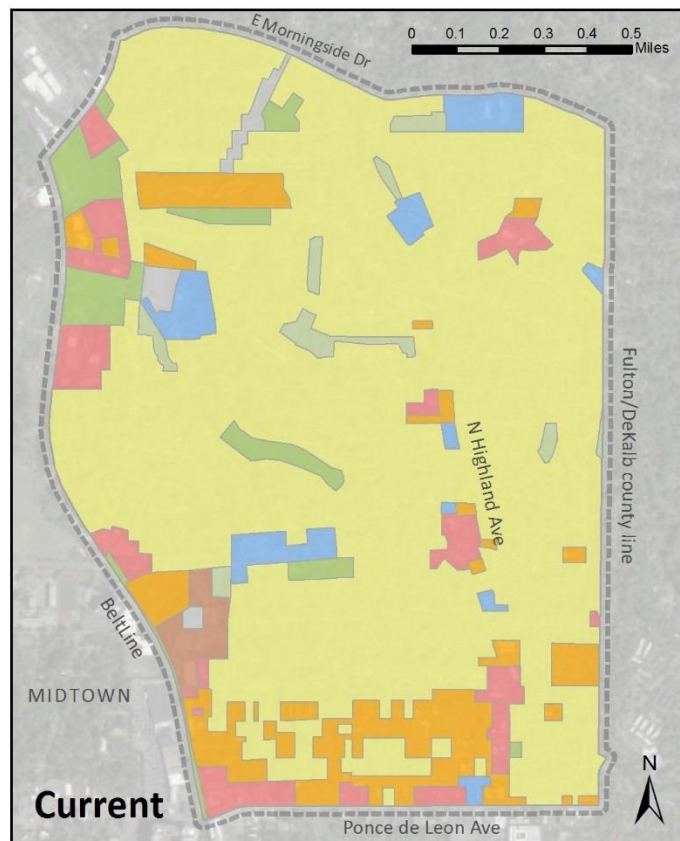 E Morningside Dr
0 0.1 0.2 0.3 0.4 0.5
Miles
Fulton/DeKalb county line
N Highland Ave
BeltLine
MIDTOWN
N
Current
Ponce de Leon Ave